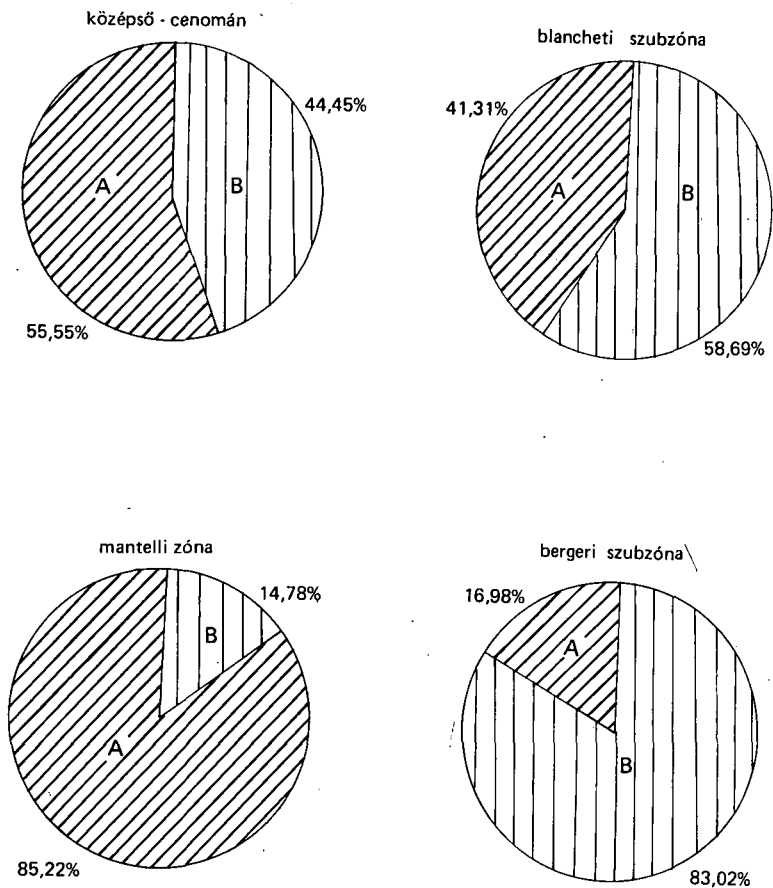 középső - cenomán
44,45%
A
B
55,55%
blancheti szubzóna
41,31%
A
B
58,69%
mantelli zóna
14,78%
B
A
85,22%
bergeri szubzóna
16,98%
A
B
83,02%